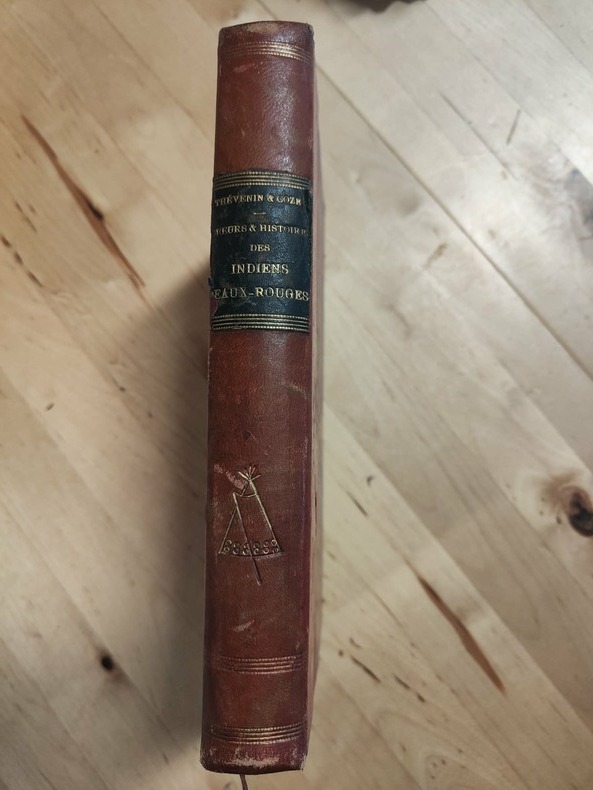 THÉVENIN & COZE
MŒURS & HISTOIRE
DES
INDIENS
PEAUX-ROUGES